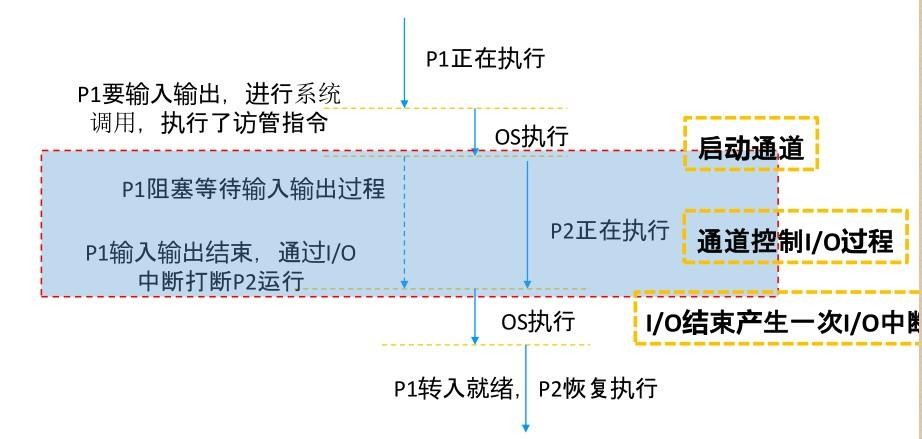 P1正在执行
P1要输入输出，进行系统
调用，执行了访管指令
OS执行
启动通道
P1阻塞等待输入输出过程
P2正在执行
通道控制I/O过程
P1输入输出结束，通过I/O
中断打断P2运行
OS执行
I/O结束产生一次I/O中断
P1转入就绪，P2恢复执行